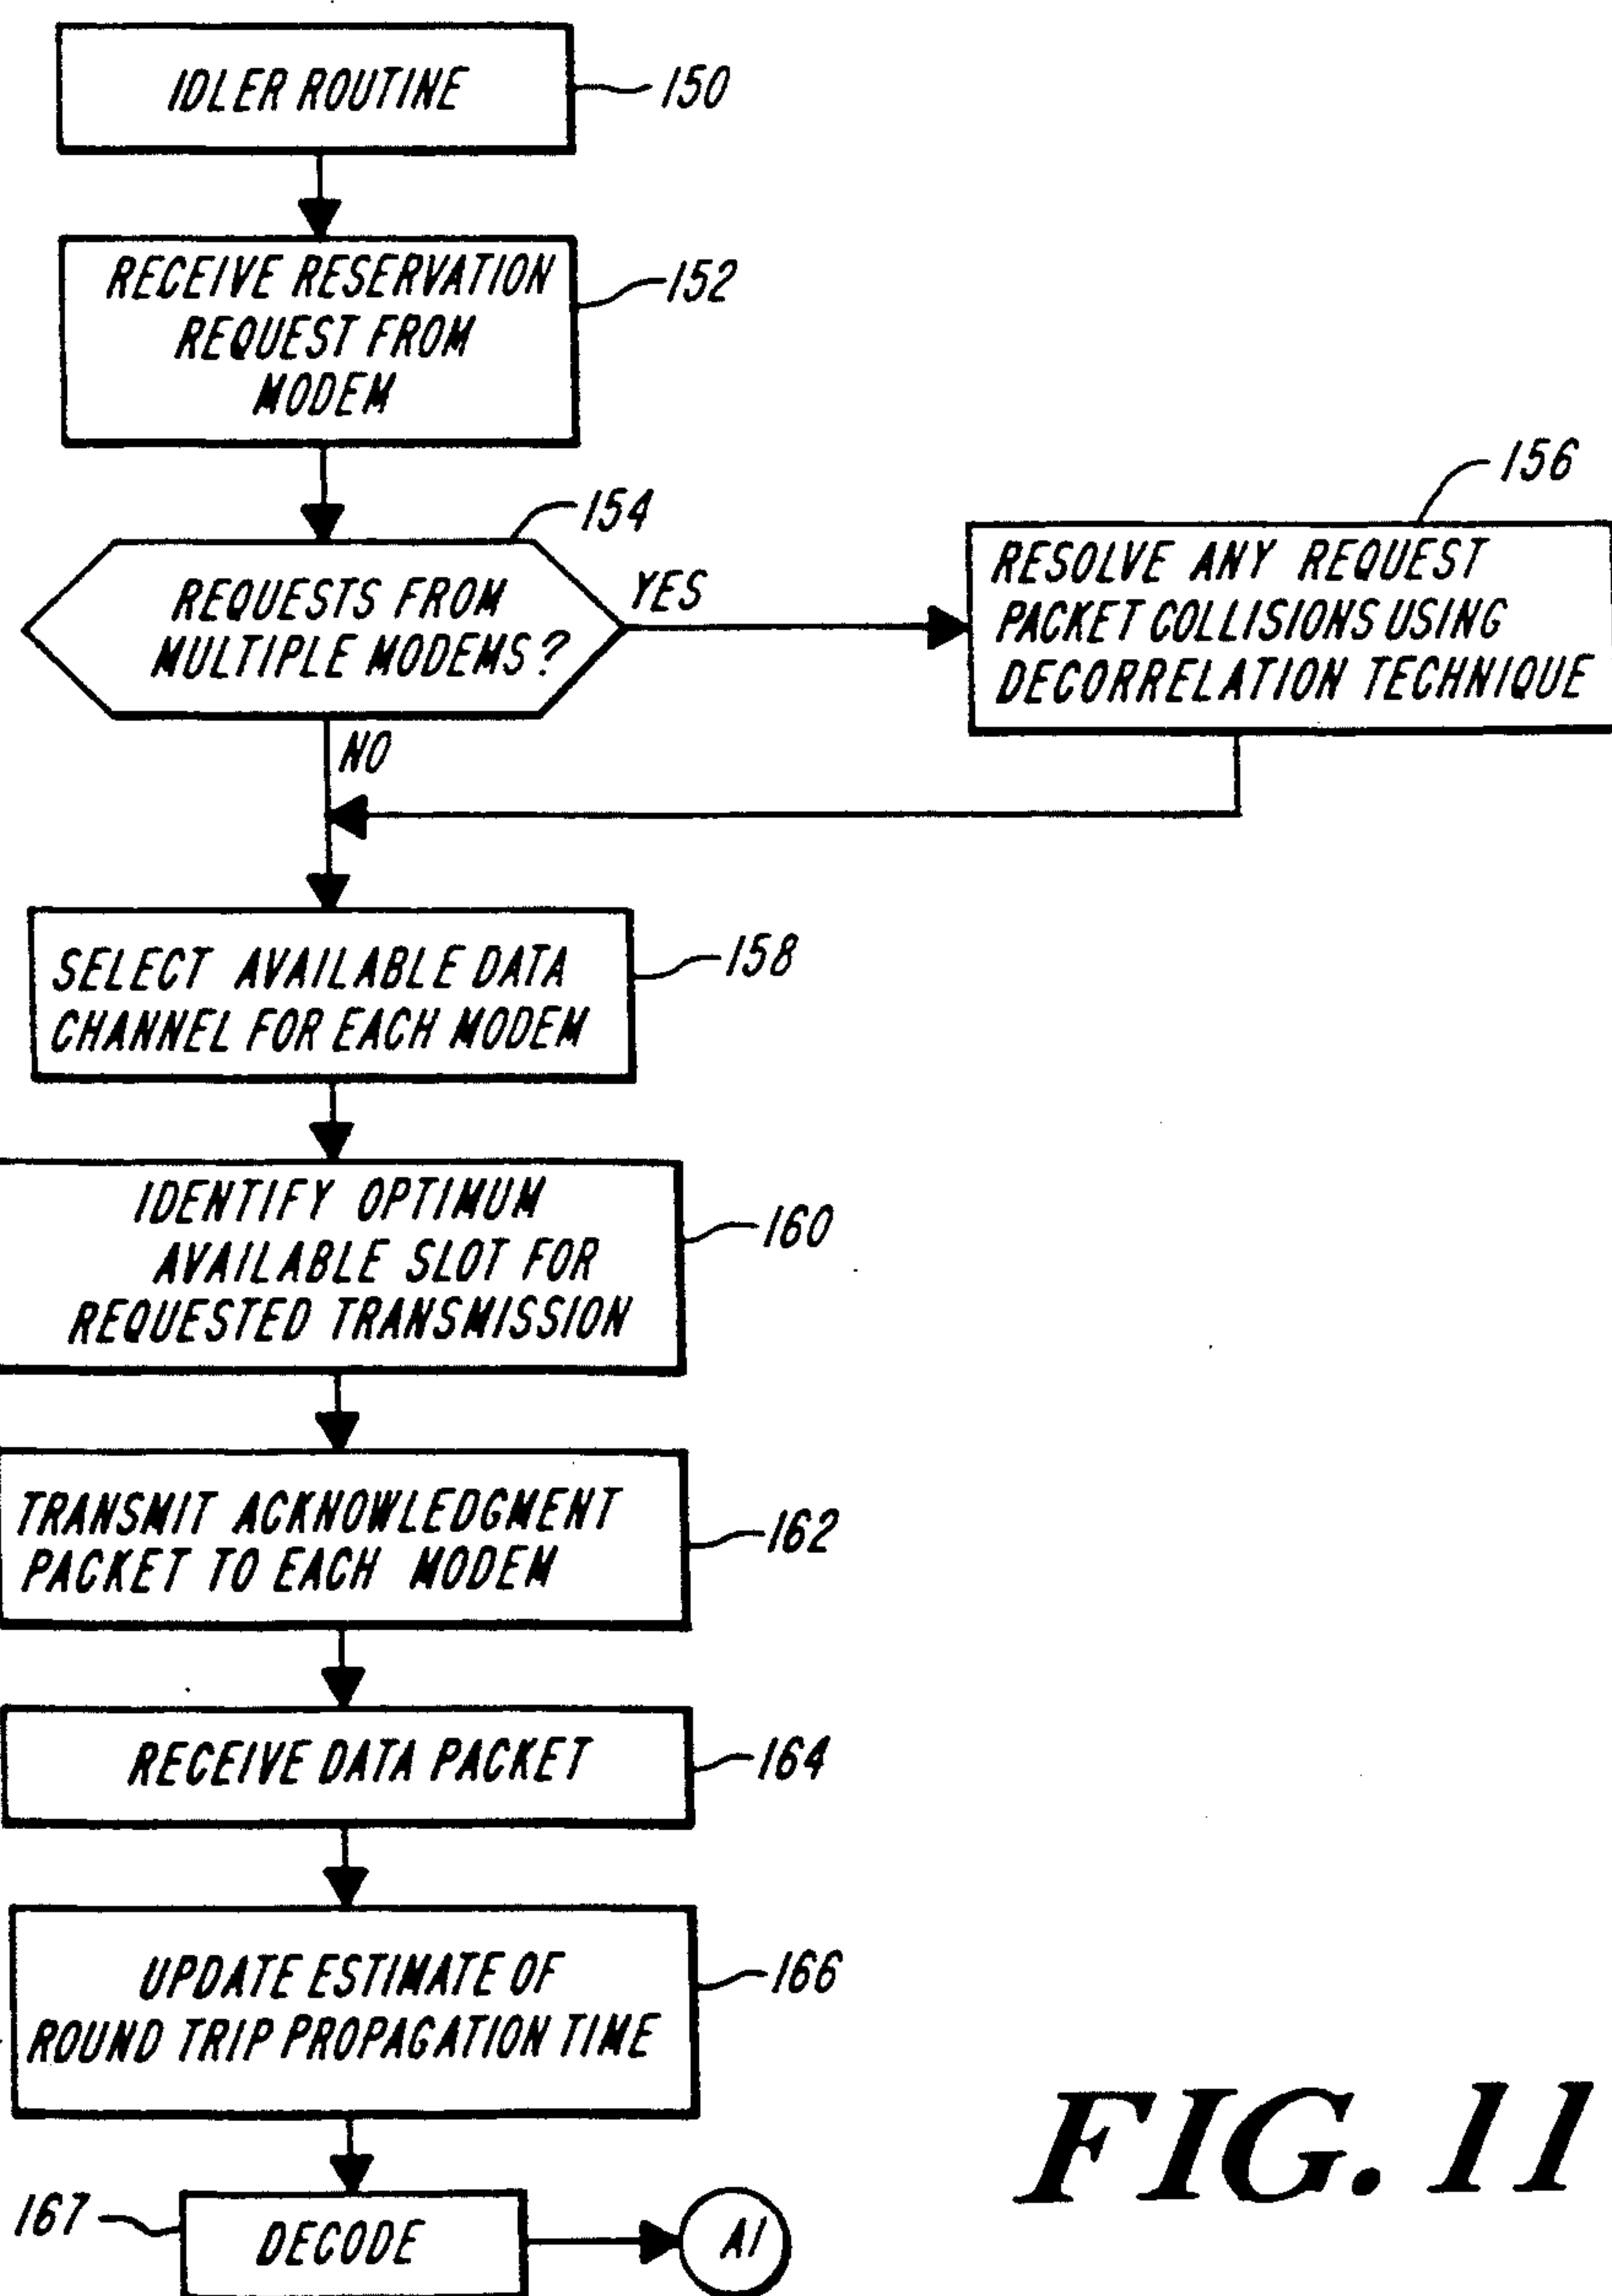 IDLER ROUTINE
150
RECEIVE RESERVATION
REQUEST FROM
MODEM
152
154
REQUESTS FROM
MULTIPLE MODEMS?
YES
NO
156
RESOLVE ANY REQUEST
PACKET COLLISIONS USING
DECORRELATION TECHNIQUE
SELECT AVAILABLE DATA
CHANNEL FOR EACH MODEM
158
IDENTIFY OPTIMUM
AVAILABLE SLOT FOR
REQUESTED TRANSMISSION
160
TRANSMIT ACKNOWLEDGMENT
PACKET TO EACH MODEM
162
RECEIVE DATA PACKET
164
UPDATE ESTIMATE OF
ROUND TRIP PROPAGATION TIME
166
167
DECODE
A1
FIG. 11